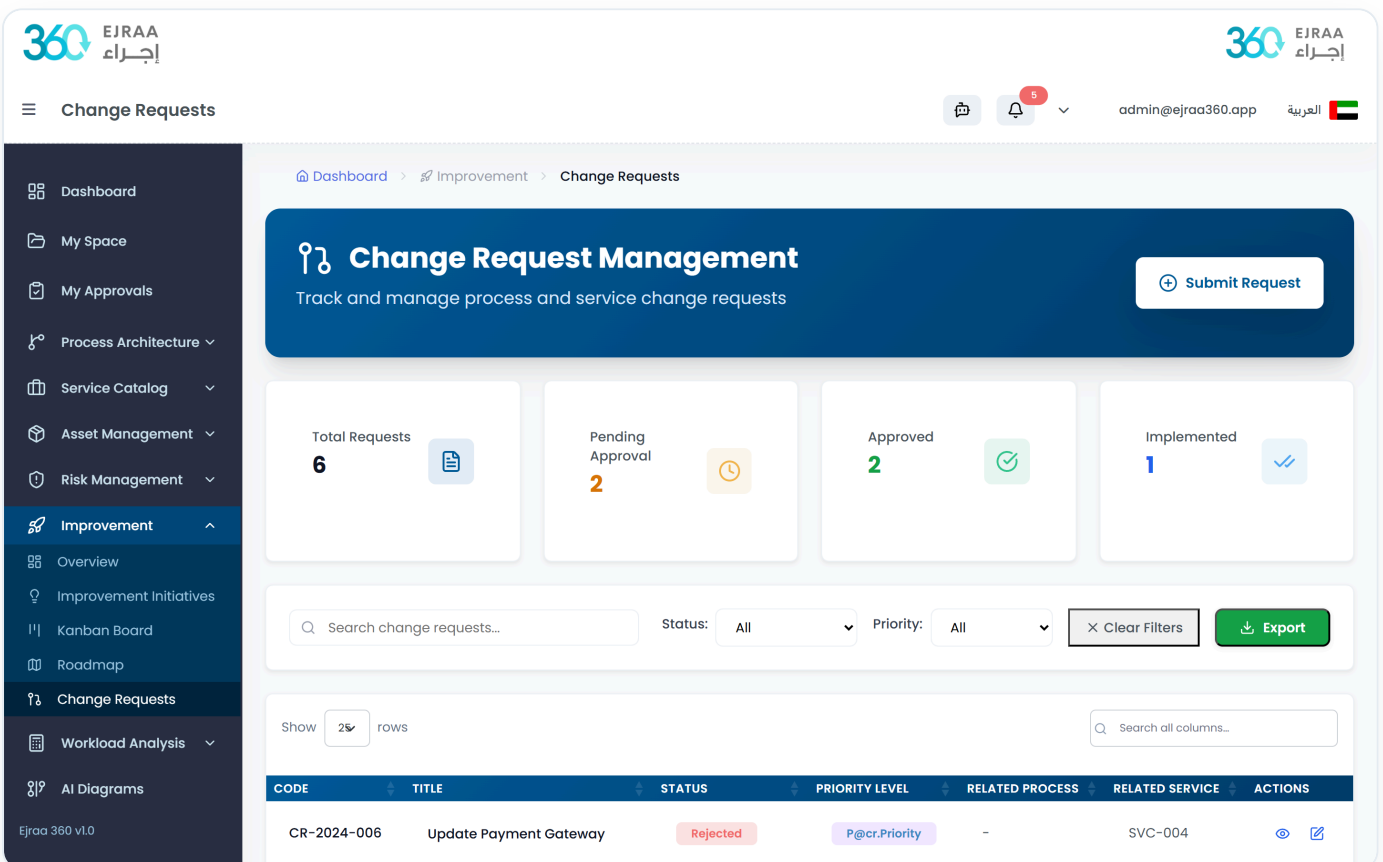 360 EJRAA
إجراء
360 EJRAA
إجراء
Change Requests
5
admin@ejraa360.app
العربية
Dashboard
My Space
My Approvals
Process Architecture
Service Catalog
Asset Management
Risk Management
Improvement
Overview
Improvement Initiatives
Kanban Board
Roadmap
Change Requests
Workload Analysis
AI Diagrams
Ejraa 360 v1.0
Dashboard > Improvement > Change Requests
Change Request Management
Track and manage process and service change requests
Submit Request
Total Requests
6
Pending
Approval
2
Approved
2
Implemented
1
Search change requests...
Status: All
Priority: All
Clear Filters
Export
Show 25 rows
Search all columns...
CODE TITLE STATUS PRIORITY LEVEL RELATED PROCESS RELATED SERVICE ACTIONS
CR-2024-006 Update Payment Gateway Rejected P@cr.Priority - SVC-004